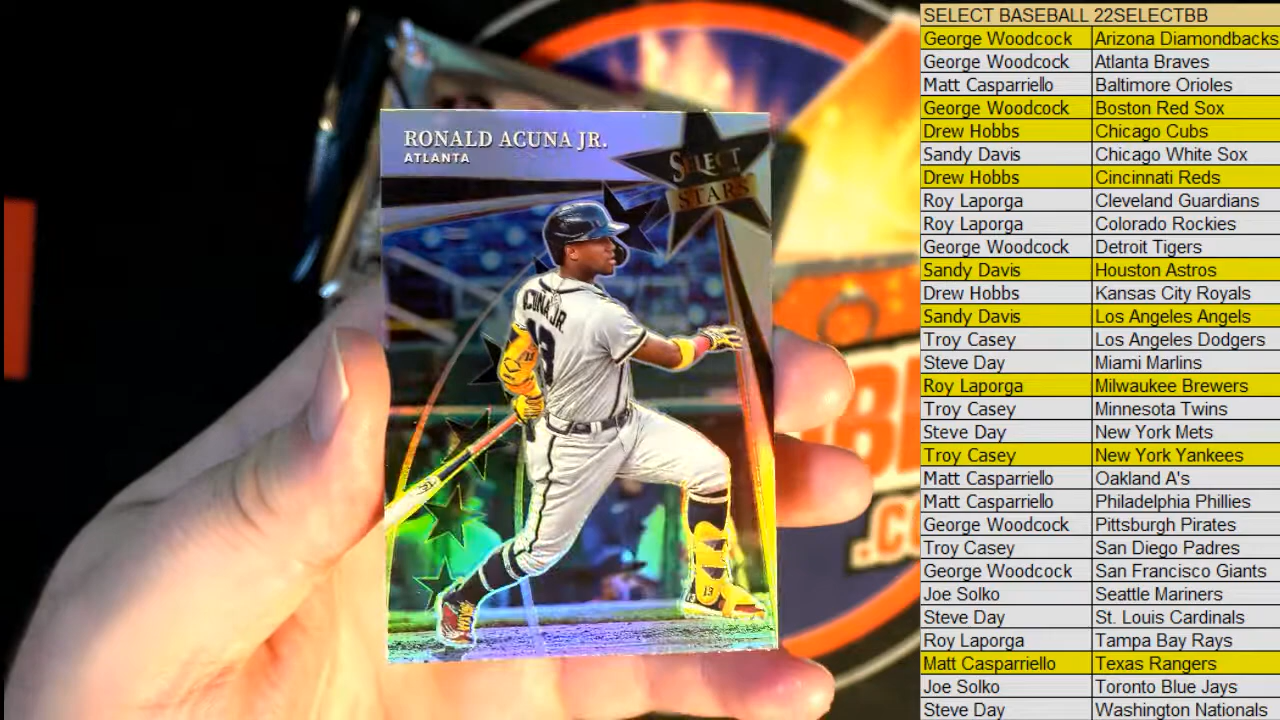 RONALD ACUNA JR.
ATLANTA
SELECT
STARS
ACUNA JR.
13
13
SELECT BASEBALL 22SELECTBB
George Woodcock Arizona Diamondbacks
George Woodcock Atlanta Braves
Matt Casparriello Baltimore Orioles
George Woodcock Boston Red Sox
Drew Hobbs Chicago Cubs
Sandy Davis Chicago White Sox
Drew Hobbs Cincinnati Reds
Roy Laporga Cleveland Guardians
Roy Laporga Colorado Rockies
George Woodcock Detroit Tigers
Sandy Davis Houston Astros
Drew Hobbs Kansas City Royals
Sandy Davis Los Angeles Angels
Troy Casey Los Angeles Dodgers
Steve Day Miami Marlins
Roy Laporga Milwaukee Brewers
Troy Casey Minnesota Twins
Steve Day New York Mets
Troy Casey New York Yankees
Matt Casparriello Oakland A's
Matt Casparriello Philadelphia Phillies
George Woodcock Pittsburgh Pirates
Troy Casey San Diego Padres
George Woodcock San Francisco Giants
Joe Solko Seattle Mariners
Steve Day St. Louis Cardinals
Roy Laporga Tampa Bay Rays
Matt Casparriello Texas Rangers
Joe Solko Toronto Blue Jays
Steve Day Washington Nationals